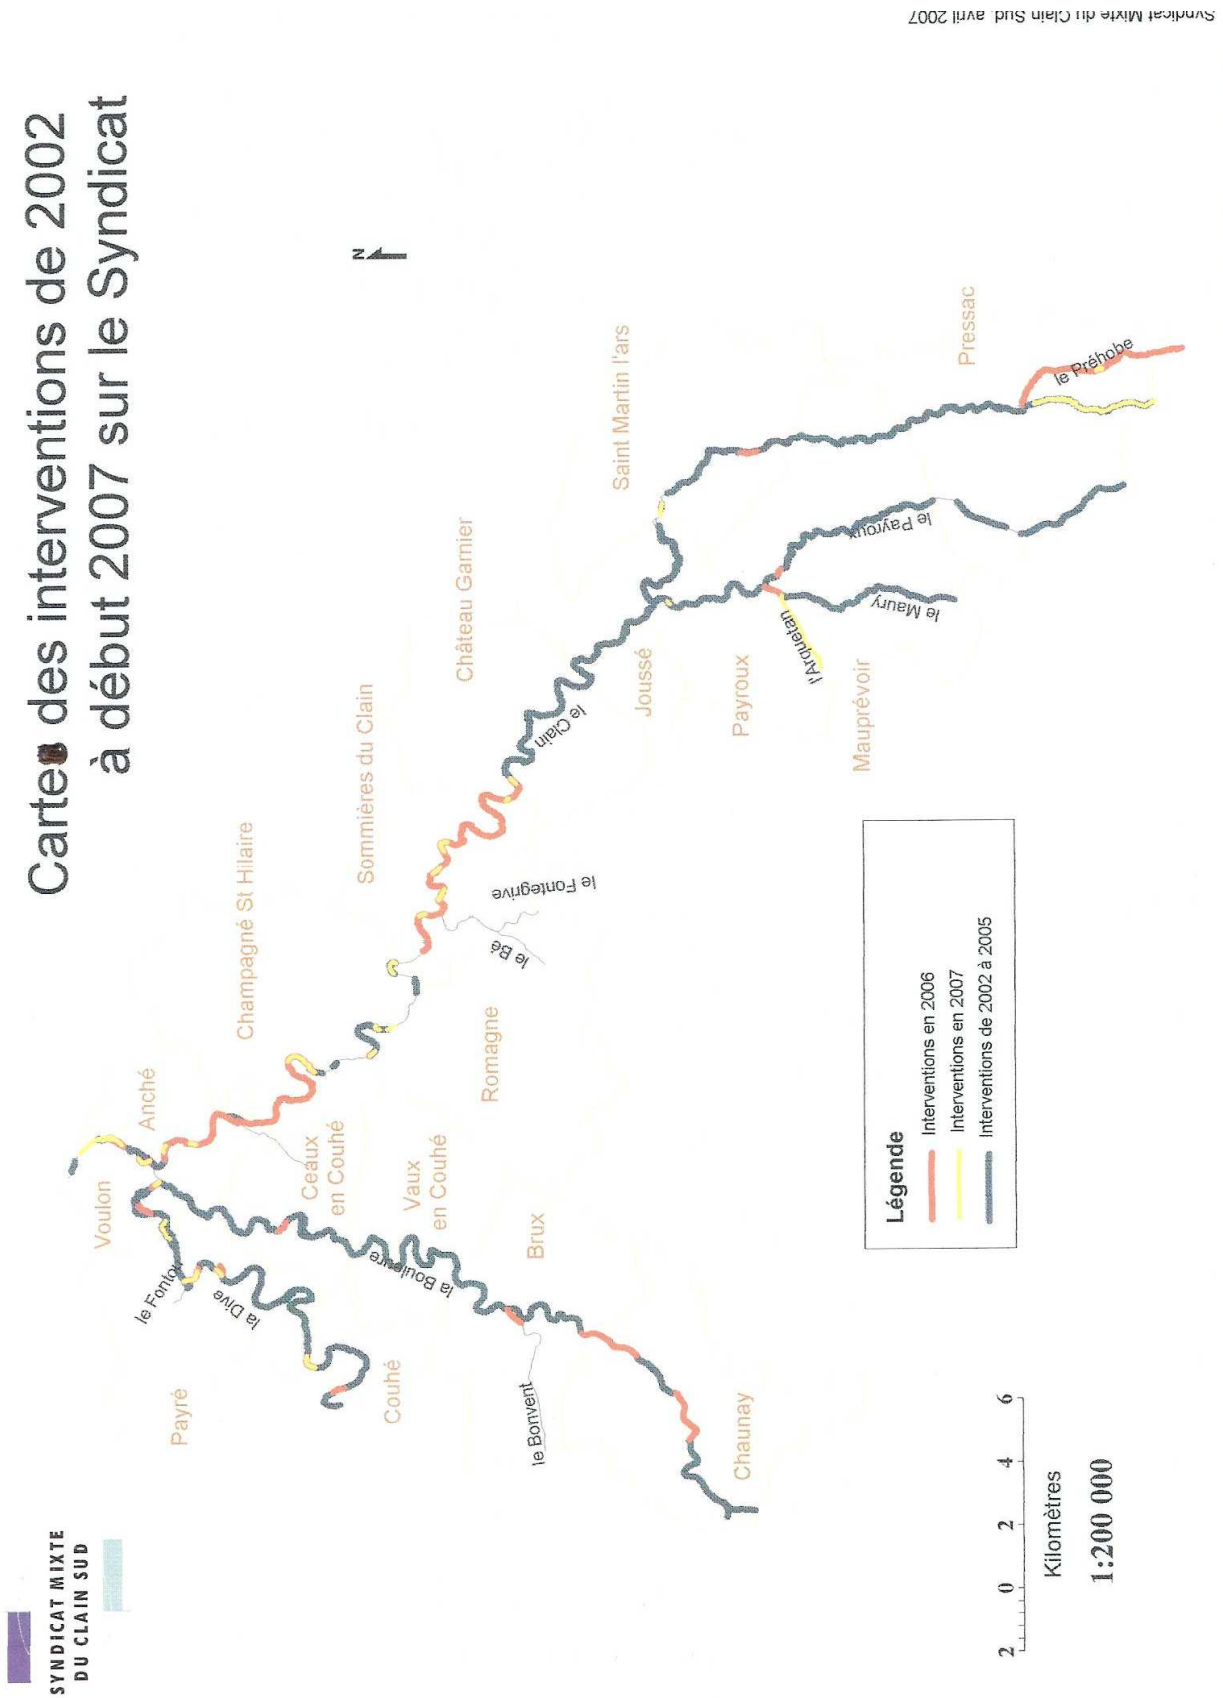 SYNDICAT MIXTE
DU CLAIN SUD
Cartes des interventions de 2002
à début 2007 sur le Syndicat
N
Voulon
Anché
Champagné St Hilaire
Sommières du Clain
Château Garnier
Saint Martin l'ars
Pressac
Payré
le Fontou
la Dive
Couhé
Ceaux
en Couhé
Vaux
en Couhé
la Bouleure
Brux
Romagne
le Bé
le Fontegrive
le Clain
Joussé
Payroux
Mauprévoir
l'Arquetan
le Maury
le Payroux
le Préhobe
le Bonvent
Chaunay
Légende
Interventions en 2006
Interventions en 2007
Interventions de 2002 à 2005
2 0 2 4 6
Kilomètres
1:200 000
Syndicat Mixte du Clain Sud, avril 2007